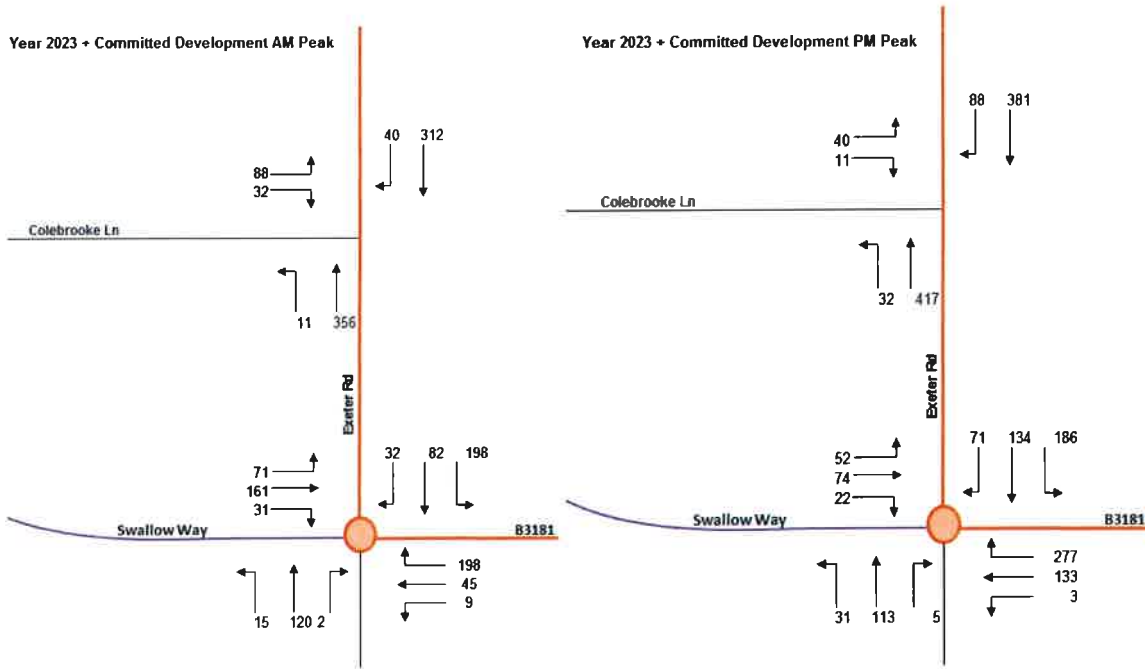 Year 2023 + Committed Development AM Peak
40 312
88
32
Colebrooke Ln
11 356
Exeter Rd
32 82 198
71
161
31
Swallow Way
B3181
198
45
9
15 120 2
Year 2023 + Committed Development PM Peak
88 381
40
11
Colebrooke Ln
32 417
Exeter Rd
71 134 186
52
74
22
Swallow Way
B3181
277
133
3
31 113 5